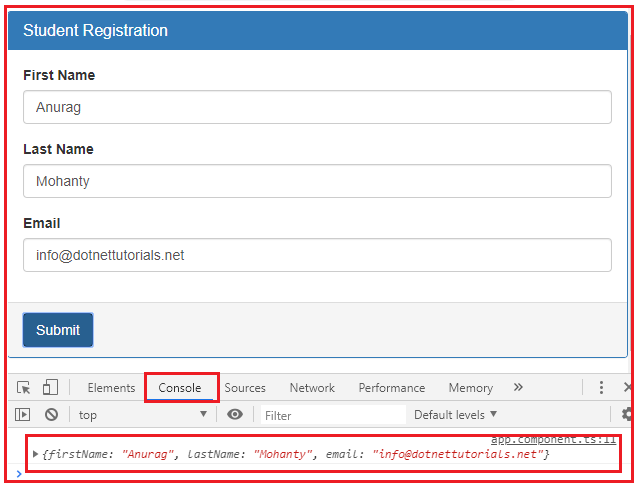 Student Registration
First Name
Anurag
Last Name
Mohanty
Email
info@dotnettutorials.net
Submit
Elements Console Sources Network Performance Memory »
top Filter Default levels
app.component.ts:11
{firstName: "Anurag", lastName: "Mohanty", email: "info@dotnettutorials.net"}
>